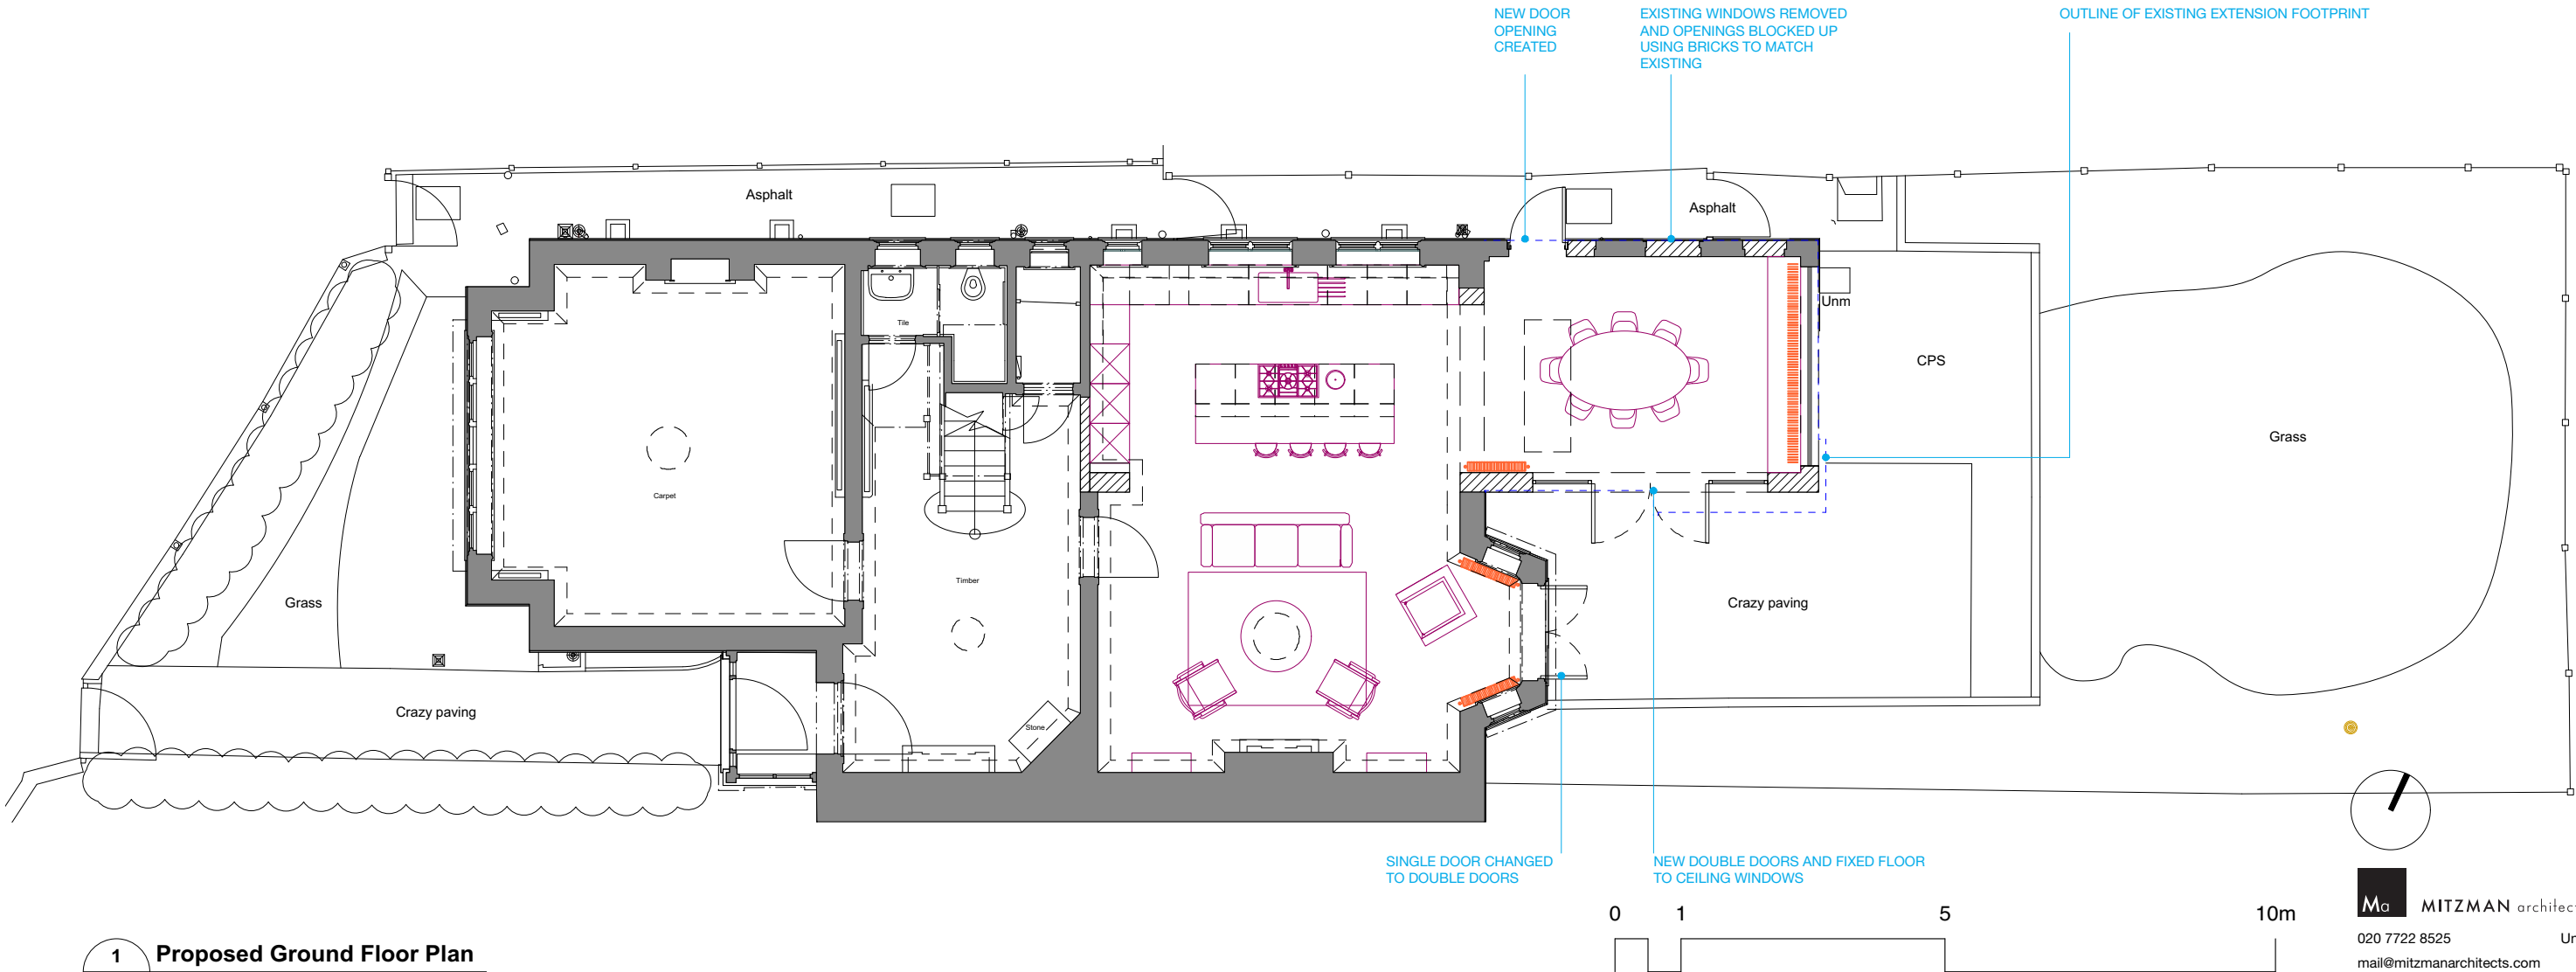 NEW DOOR
OPENING
CREATED
EXISTING WINDOWS REMOVED
AND OPENINGS BLOCKED UP
USING BRICKS TO MATCH
EXISTING
OUTLINE OF EXISTING EXTENSION FOOTPRINT
Asphalt
Asphalt
Unm
Tile
CPS
Grass
Carpet
Timber
Grass
Crazy paving
Crazy paving
Stone
SINGLE DOOR CHANGED
TO DOUBLE DOORS
NEW DOUBLE DOORS AND FIXED FLOOR
TO CEILING WINDOWS
0 1 5 10m
Ma MITZMAN architect
020 7722 8525 Un
mail@mitzmanarchitects.com
1 Proposed Ground Floor Plan